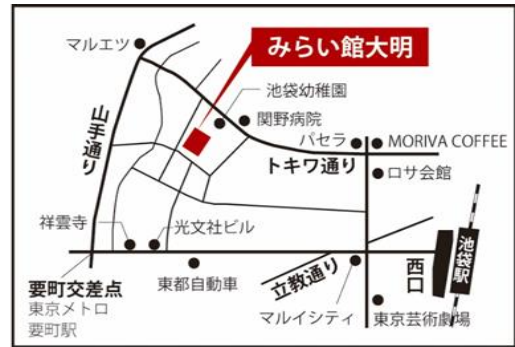 マルエツ
みらい館大明
池袋幼稚園
関野病院
山手通り
パセラ
MORIVA COFFEE
トキワ通り
ロサ会館
祥雲寺
光文社ビル
池袋駅
西口
要町交差点
東京メトロ
要町駅
東都自動車
立教通り
マルイシティ
東京芸術劇場